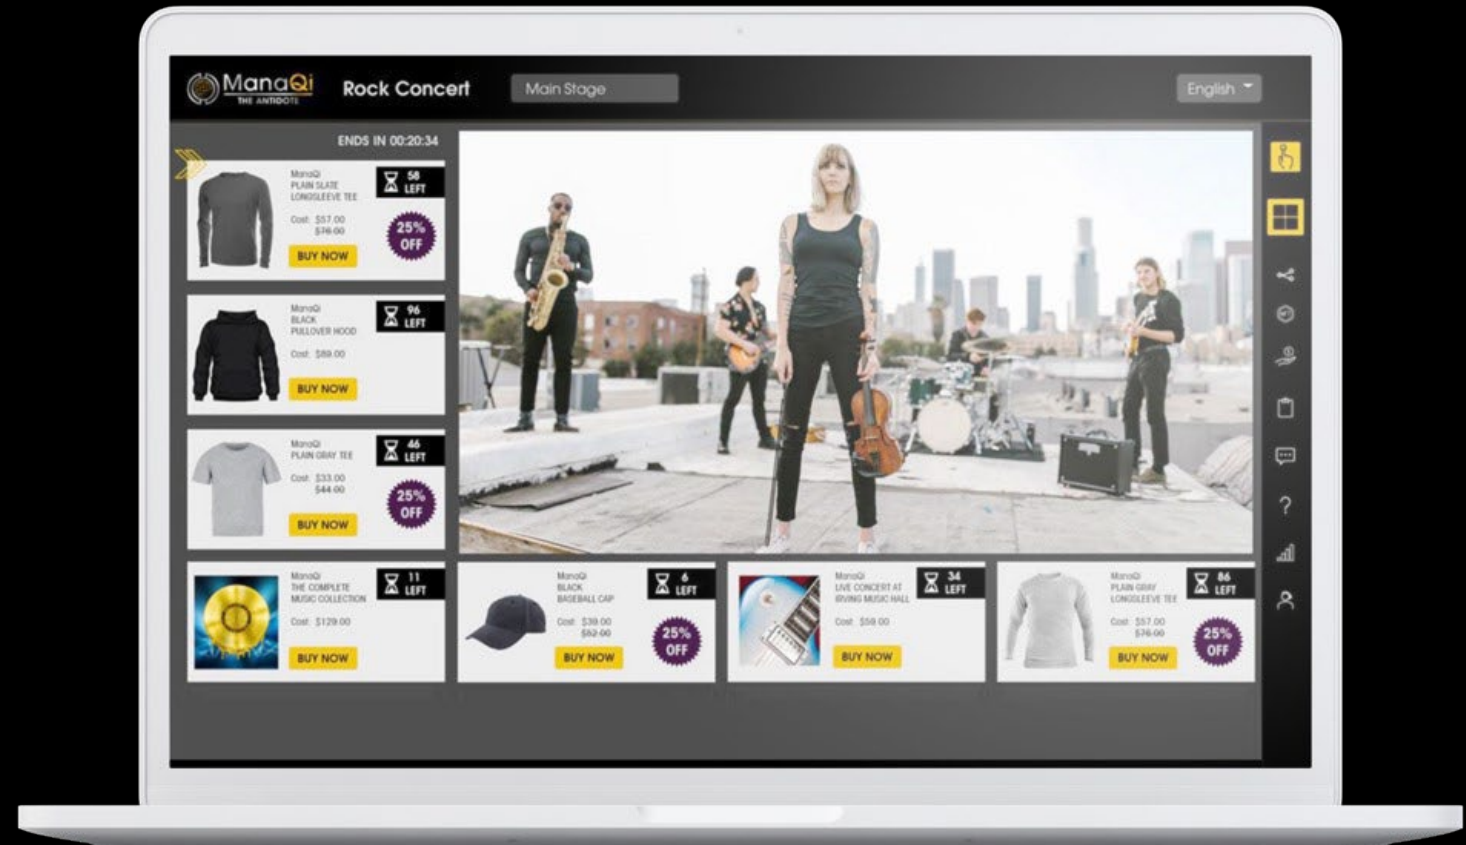 ManaQi
THE ANTIDOTE
Rock Concert
Main Stage
English
ENDS IN 00:20:34
ManaQi
PLAIN SLATE
LONGSLEEVE TEE
Cost: $57.00
$76.00
BUY NOW
58
LEFT
25%
OFF
ManaQi
BLACK
PULLOVER HOOD
Cost: $89.00
BUY NOW
96
LEFT
ManaQi
PLAIN GRAY TEE
Cost: $33.00
$44.00
BUY NOW
46
LEFT
25%
OFF
ManaQi
THE COMPLETE
MUSIC COLLECTION
Cost: $129.00
BUY NOW
11
LEFT
ManaQi
BLACK
BASEBALL CAP
Cost: $39.00
$52.00
BUY NOW
6
LEFT
25%
OFF
ManaQi
LIVE CONCERT AT
IRVING MUSIC HALL
Cost: $59.00
BUY NOW
34
LEFT
ManaQi
PLAIN GRAY
LONGSLEEVE TEE
Cost: $57.00
$76.00
BUY NOW
86
LEFT
25%
OFF
?